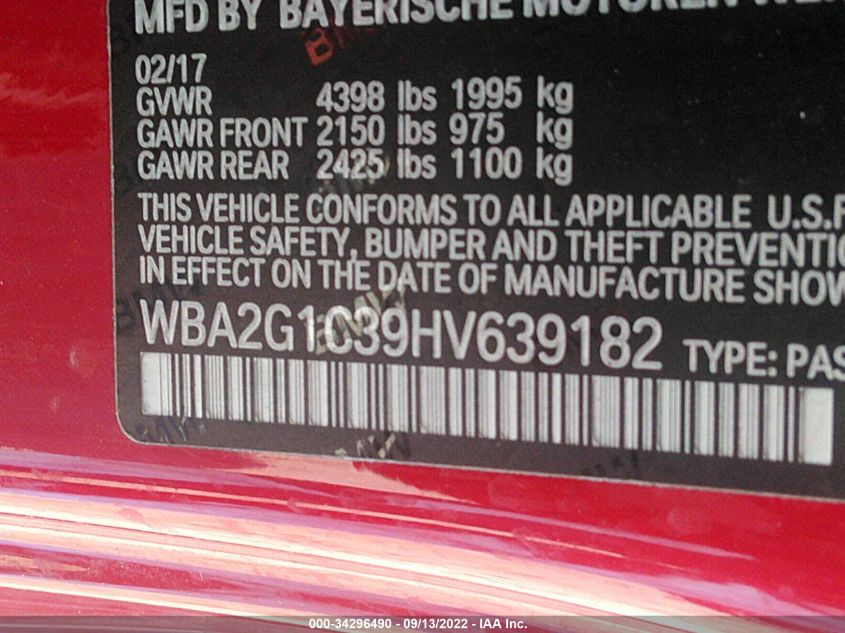 MFD BY BAYERISCHE MOTOREN
02/17
GVWR 4398 lbs 1995 kg
GAWR FRONT 2150 lbs 975 kg
GAWR REAR 2425 lbs 1100 kg
THIS VEHICLE CONFORMS TO ALL APPLICABLE U.S.F
VEHICLE SAFETY, BUMPER AND THEFT PREVENTIO
IN EFFECT ON THE DATE OF MANUFACTURE SHOW
WBA2G1C39HV639182 TYPE: PAS
000-34296490 - 09/13/2022 - IAA Inc.